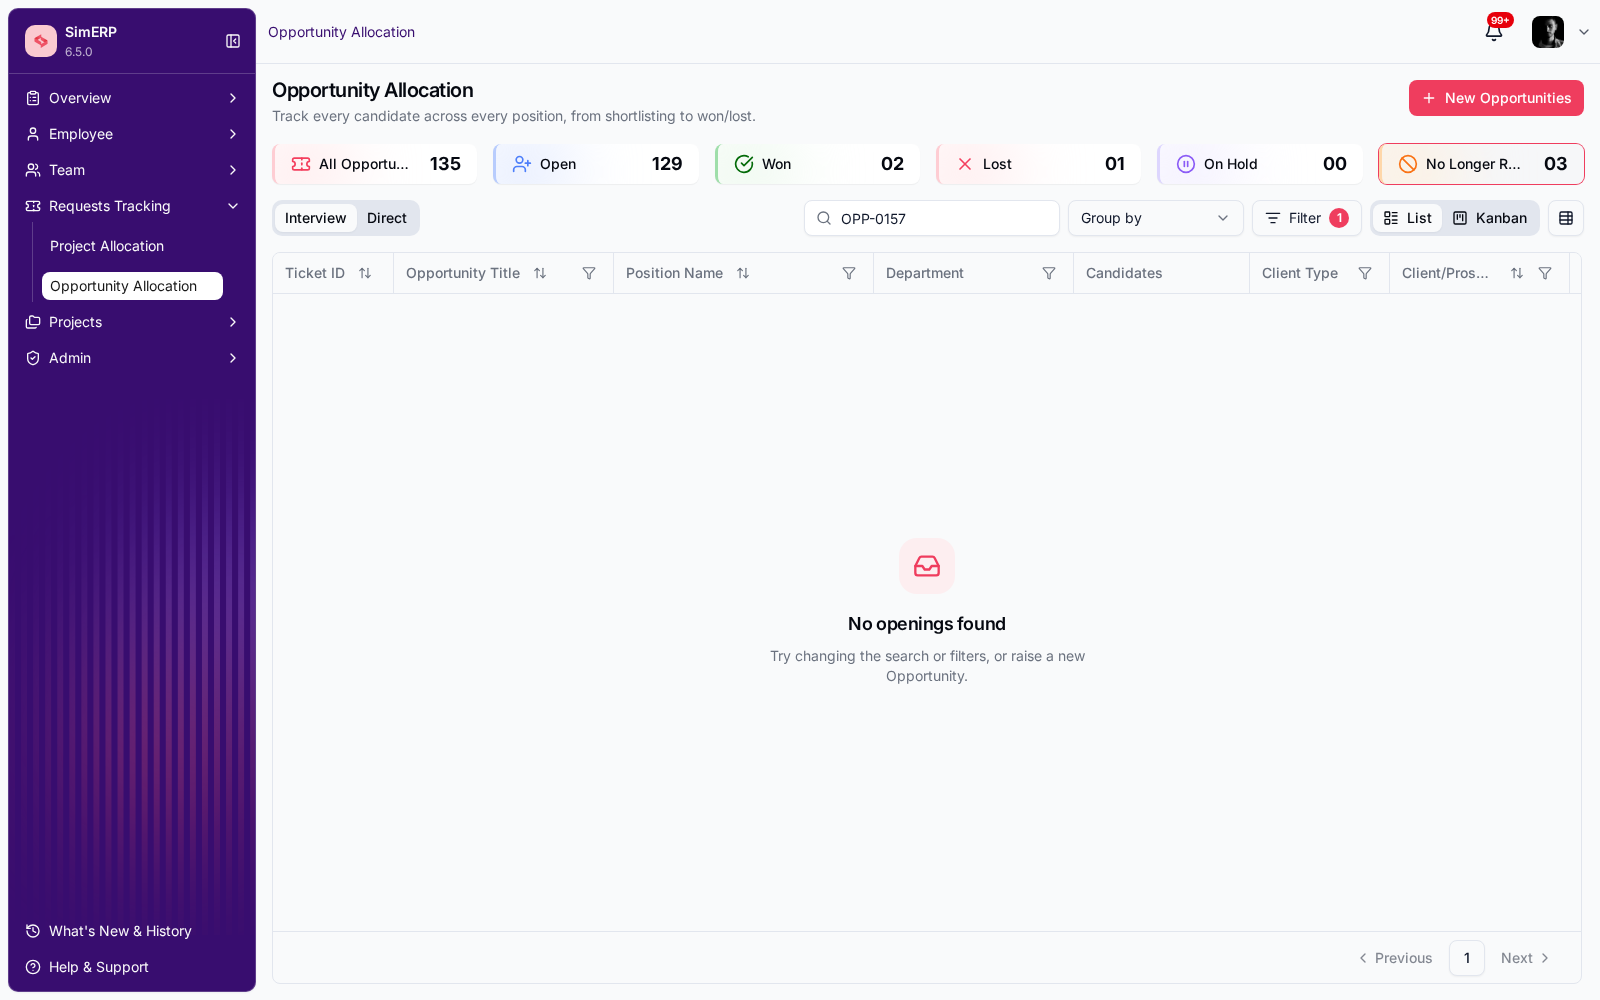 SimERP
6.5.0
Overview
Employee
Team
Requests Tracking
Project Allocation
Opportunity Allocation
Projects
Admin
What's New & History
Help & Support
Opportunity Allocation
99+
Opportunity Allocation
Track every candidate across every position, from shortlisting to won/lost.
New Opportunities
All Opportu... 135
Open 129
Won 02
Lost 01
On Hold 00
No Longer R... 03
Interview Direct
OPP-0157
Group by
Filter 1
List Kanban
Ticket ID Opportunity Title Position Name Department Candidates Client Type Client/Pros...
No openings found
Try changing the search or filters, or raise a new
Opportunity.
Previous 1 Next